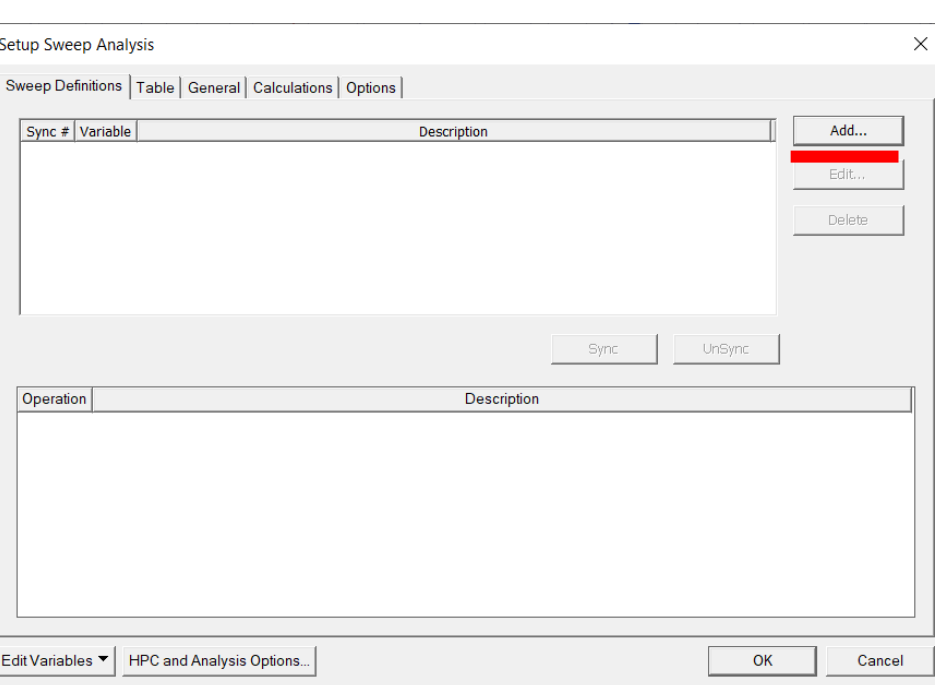 Setup Sweep Analysis
Sweep Definitions Table General Calculations Options
Sync # Variable Description
Add...
Edit...
Delete
Sync UnSync
Operation Description
Edit Variables HPC and Analysis Options... OK Cancel